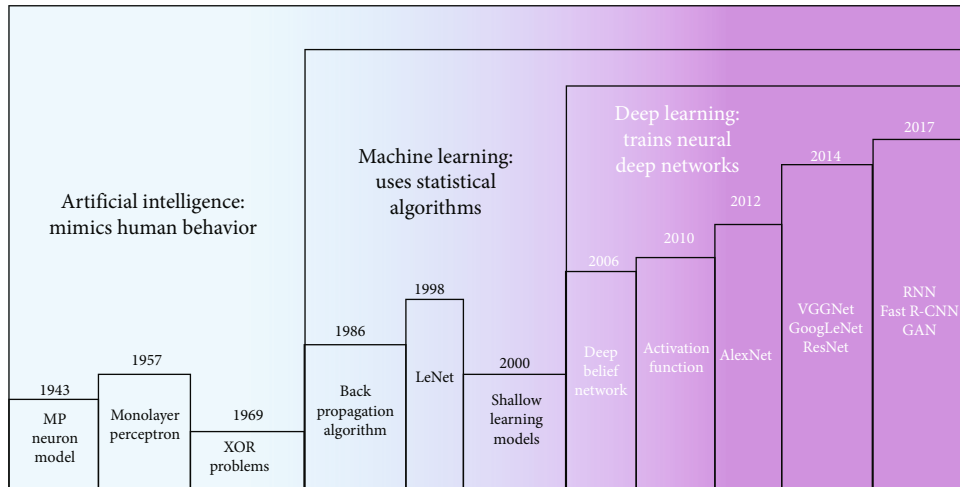 Artificial intelligence:
mimics human behavior
Machine learning:
uses statistical
algorithms
Deep learning:
trains neural
deep networks
1943
MP
neuron
model
1957
Monolayer
perceptron
1969
XOR
problems
1986
Back
propagation
algorithm
1998
LeNet
2000
Shallow
learning
models
2006
Deep
belief
network
2010
Activation
function
2012
AlexNet
2014
VGGNet
GoogLeNet
ResNet
2017
RNN
Fast R-CNN
GAN